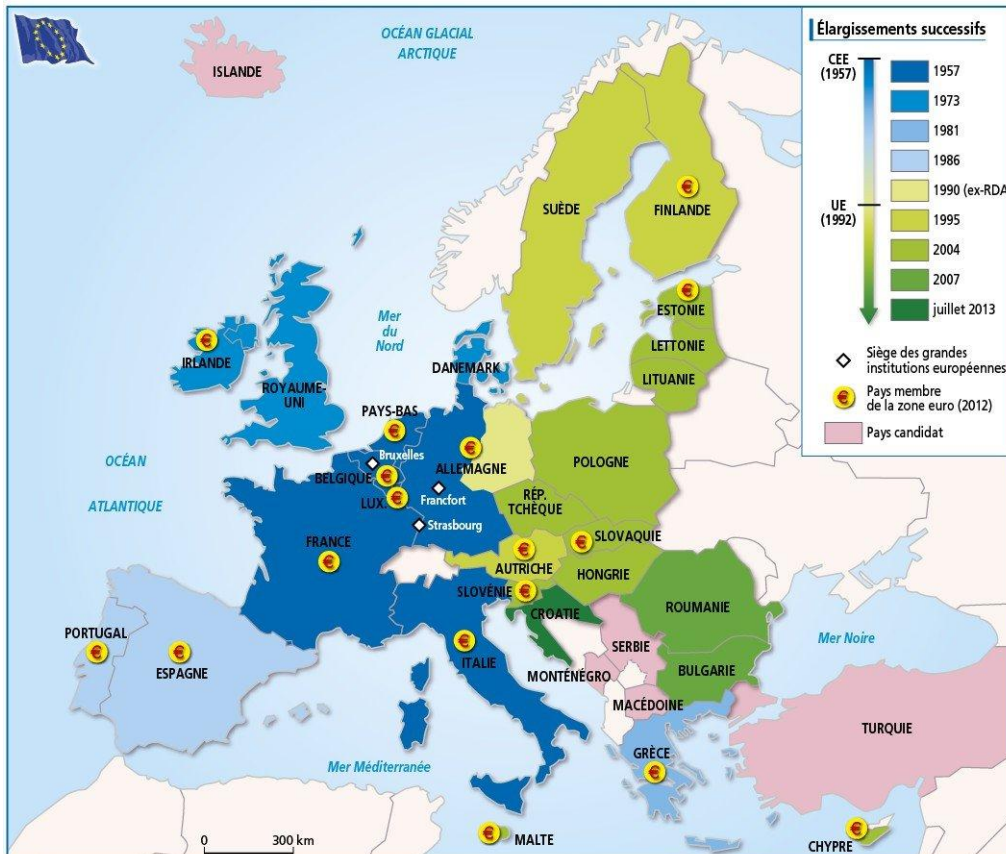 OCÉAN GLACIAL
ARCTIQUE
ISLANDE
SUÈDE
FINLANDE
€
ESTONIE
€
LETTONIE
LITUANIE
Mer
du
Nord
IRLANDE
€
ROYAUME-
UNI
DANEMARK
PAYS-BAS
€
Bruxelles
BELGIQUE
€
LUX.
€
ALLEMAGNE
€
Francfort
Strasbourg
POLOGNE
RÉP.
TCHÈQUE
SLOVAQUIE
€
AUTRICHE
€
HONGRIE
OCÉAN
ATLANTIQUE
FRANCE
€
SLOVÉNIE
€
CROATIE
ROUMANIE
PORTUGAL
€
ESPAGNE
€
ITALIE
€
SERBIE
MONTÉNÉGRO
BULGARIE
MACÉDOINE
Mer Noire
TURQUIE
GRÈCE
€
Mer Méditerranée
MALTE
€
CHYPRE
€
0 300 km
Élargissements successifs
CEE
(1957)
UE
(1992)
1957
1973
1981
1986
1990 (ex-RDA
1995
2004
2007
juillet 2013
Siège des grandes
institutions européennes
€
Pays membre
de la zone euro (2012)
Pays candidat